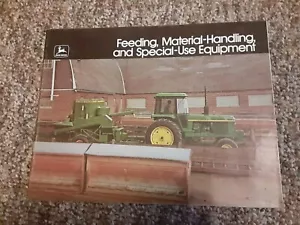 Feeding, Material-Handling,
and Special-Use Equipment